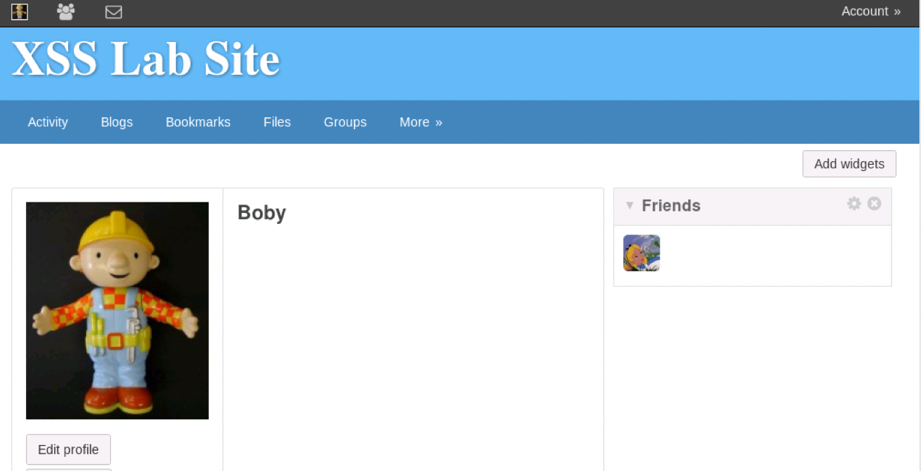 Account »
XSS Lab Site
Activity Blogs Bookmarks Files Groups More »
Add widgets
Boby
Friends
Edit profile